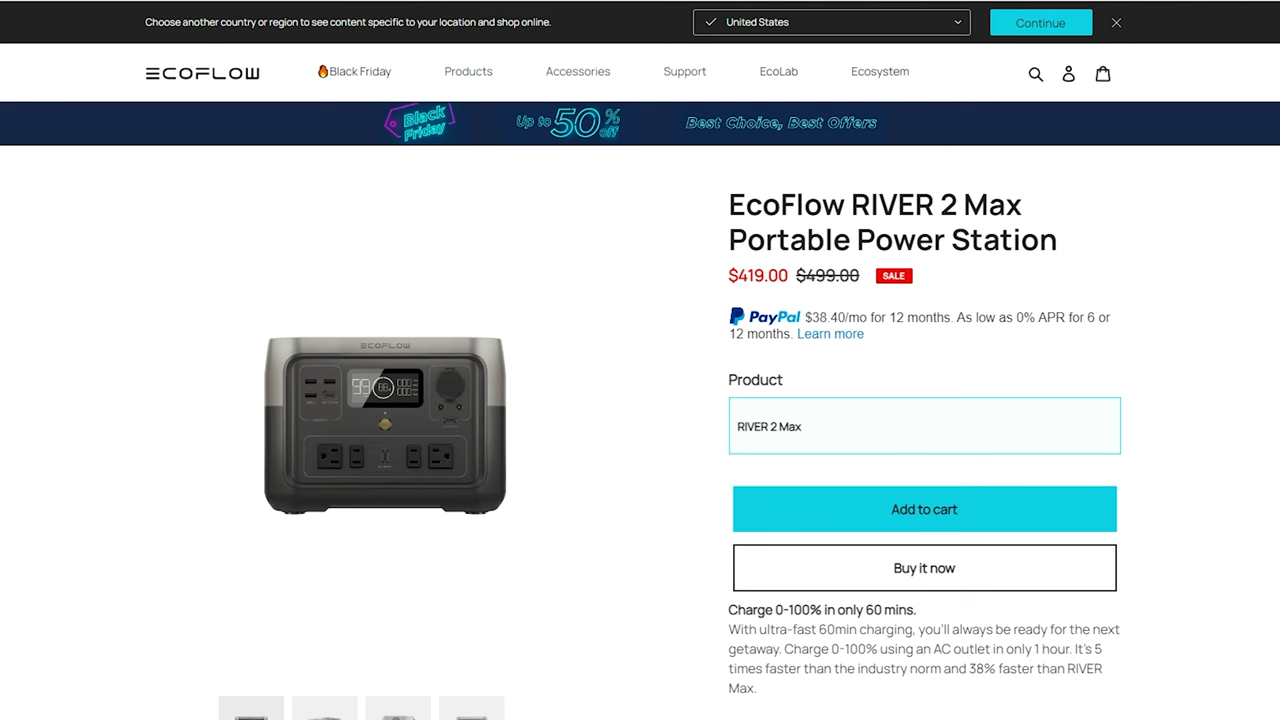 Choose another country or region to see content specific to your location and shop online.
United States
Continue
ECOFLOW
Black Friday
Products
Accessories
Support
EcoLab
Ecosystem
Black Friday
Up to 50% off
Best Choice, Best Offers
EcoFlow RIVER 2 Max
Portable Power Station
$419.00 $499.00 SALE
PayPal $38.40/mo for 12 months. As low as 0% APR for 6 or
12 months. Learn more
Product
RIVER 2 Max
Add to cart
Buy it now
Charge 0-100% in only 60 mins.
With ultra-fast 60min charging, you'll always be ready for the next
getaway. Charge 0-100% using an AC outlet in only 1 hour. It's 5
times faster than the industry norm and 38% faster than RIVER
Max.
ECOFLOW
99